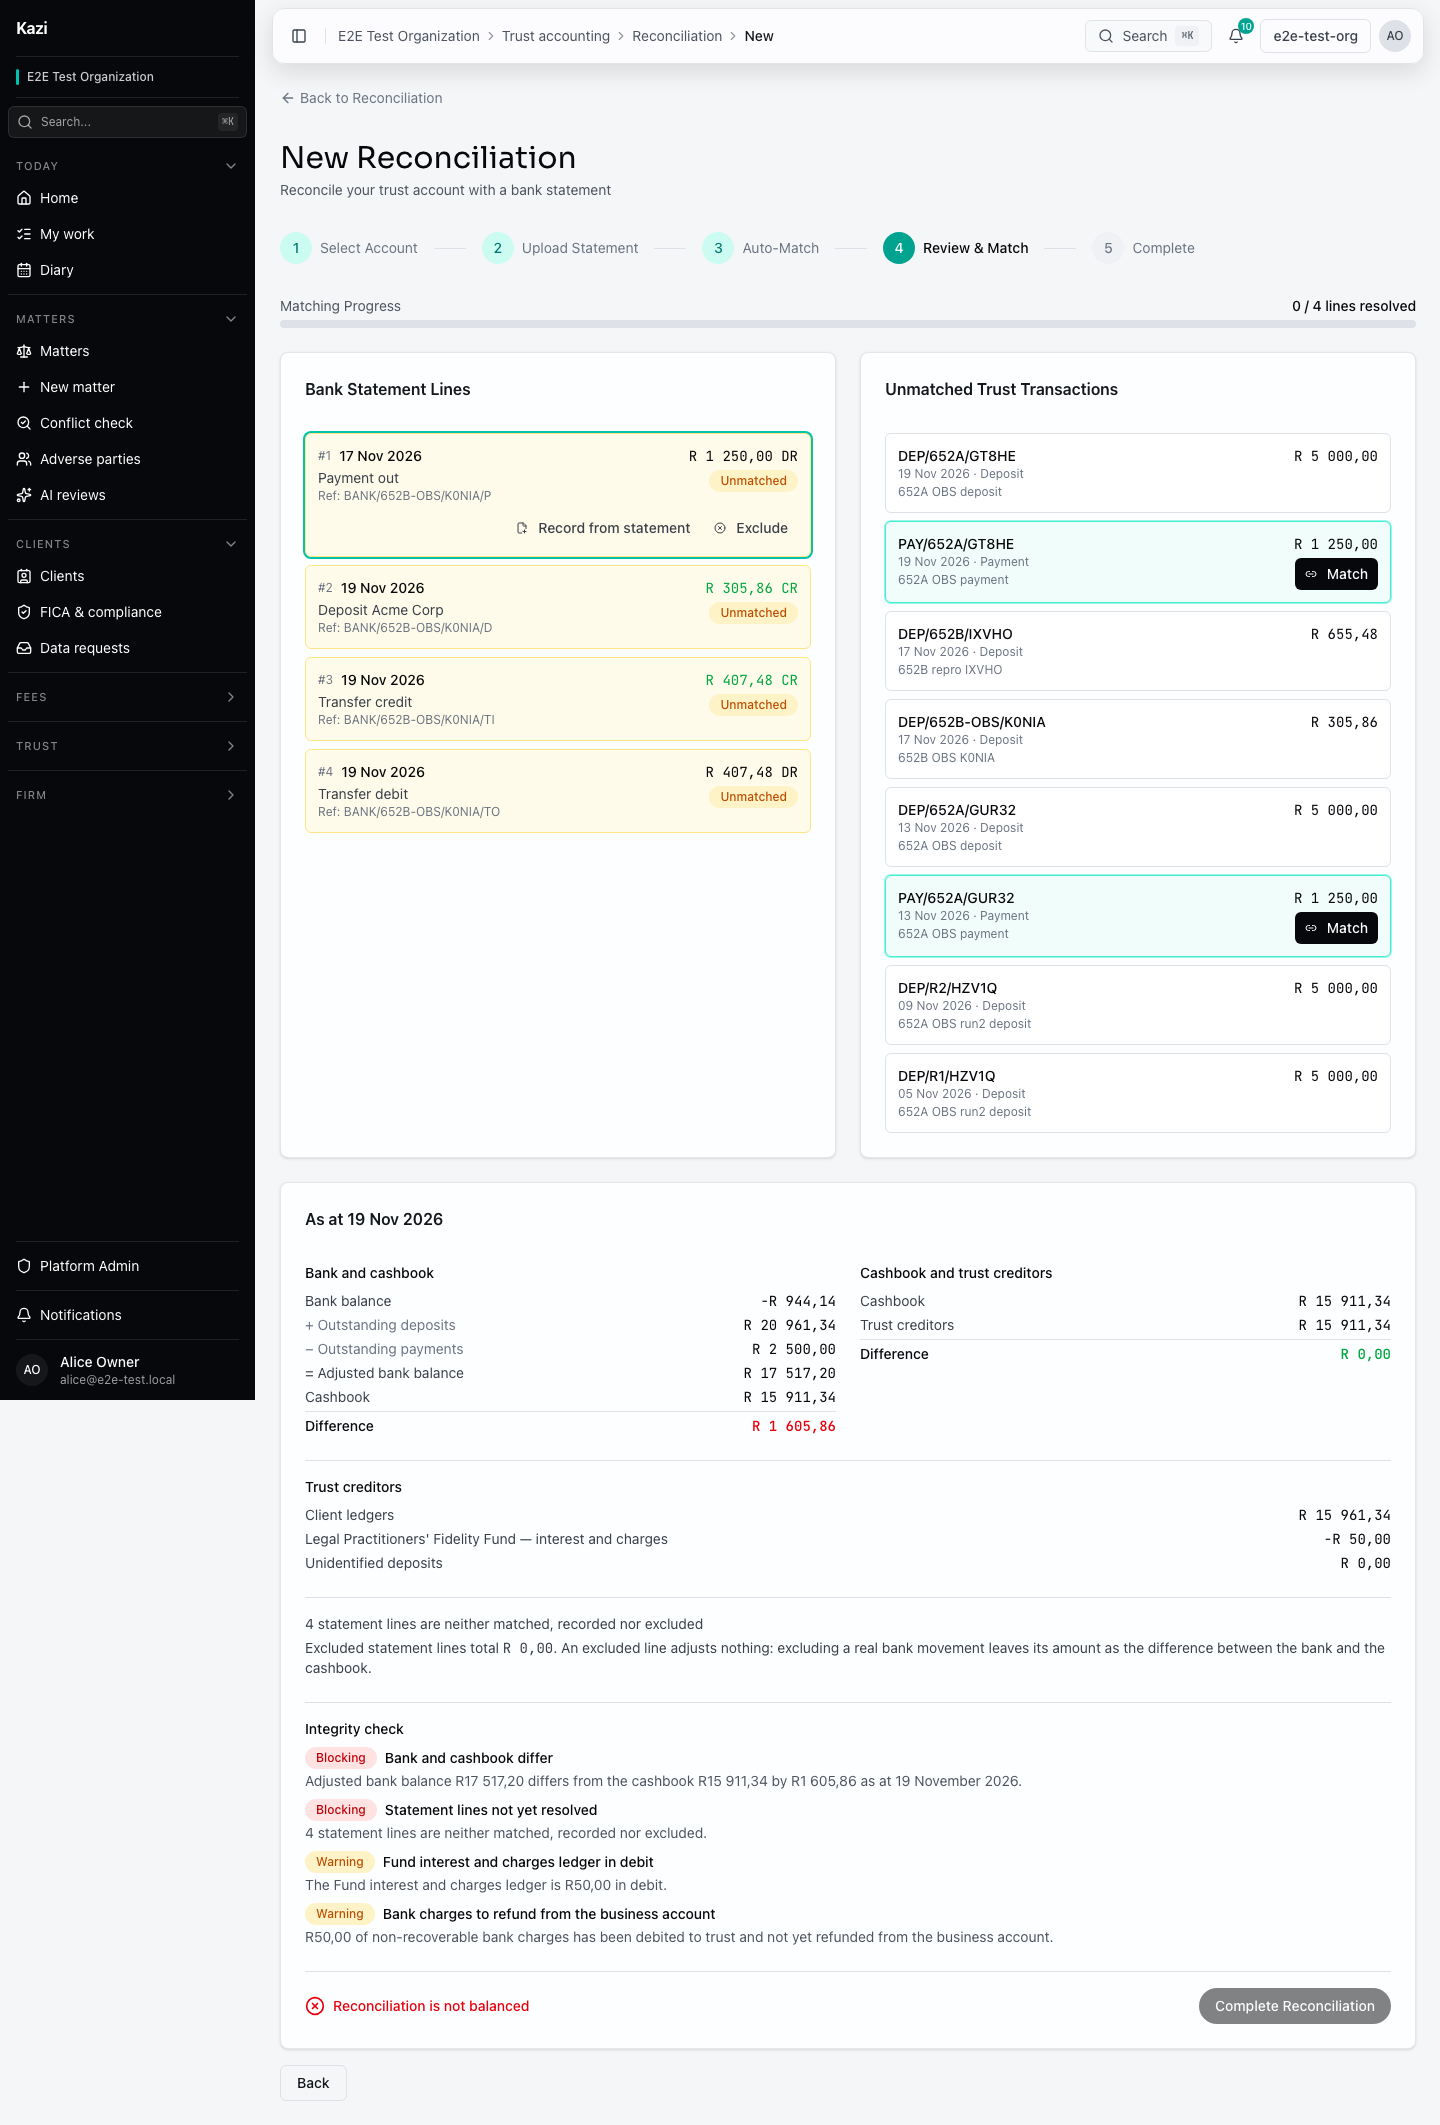 Kazi
E2E Test Organization
Search...
⌘K
TODAY
Home
My work
Diary
MATTERS
Matters
New matter
Conflict check
Adverse parties
AI reviews
CLIENTS
Clients
FICA & compliance
Data requests
FEES
TRUST
FIRM
Platform Admin
Notifications
AO
Alice Owner
alice@e2e-test.local
E2E Test Organization > Trust accounting > Reconciliation > New
Search ⌘K
10
e2e-test-org
AO
Back to Reconciliation
New Reconciliation
Reconcile your trust account with a bank statement
1 Select Account
2 Upload Statement
3 Auto-Match
4 Review & Match
5 Complete
Matching Progress
0 / 4 lines resolved
Bank Statement Lines
#1 17 Nov 2026 R 1 250,00 DR
Payment out Unmatched
Ref: BANK/652B-OBS/K0NIA/P
Record from statement Exclude
#2 19 Nov 2026 R 305,86 CR
Deposit Acme Corp Unmatched
Ref: BANK/652B-OBS/K0NIA/D
#3 19 Nov 2026 R 407,48 CR
Transfer credit Unmatched
Ref: BANK/652B-OBS/K0NIA/TI
#4 19 Nov 2026 R 407,48 DR
Transfer debit Unmatched
Ref: BANK/652B-OBS/K0NIA/TO
Unmatched Trust Transactions
DEP/652A/GT8HE R 5 000,00
19 Nov 2026 · Deposit
652A OBS deposit
PAY/652A/GT8HE R 1 250,00
19 Nov 2026 · Payment
652A OBS payment
Match
DEP/652B/IXVHO R 655,48
17 Nov 2026 · Deposit
652B repro IXVHO
DEP/652B-OBS/K0NIA R 305,86
17 Nov 2026 · Deposit
652B OBS K0NIA
DEP/652A/GUR32 R 5 000,00
13 Nov 2026 · Deposit
652A OBS deposit
PAY/652A/GUR32 R 1 250,00
13 Nov 2026 · Payment
652A OBS payment
Match
DEP/R2/HZV1Q R 5 000,00
09 Nov 2026 · Deposit
652A OBS run2 deposit
DEP/R1/HZV1Q R 5 000,00
05 Nov 2026 · Deposit
652A OBS run2 deposit
As at 19 Nov 2026
Bank and cashbook
Bank balance -R 944,14
+ Outstanding deposits R 20 961,34
− Outstanding payments R 2 500,00
= Adjusted bank balance R 17 517,20
Cashbook R 15 911,34
Difference R 1 605,86
Cashbook and trust creditors
Cashbook R 15 911,34
Trust creditors R 15 911,34
Difference R 0,00
Trust creditors
Client ledgers R 15 961,34
Legal Practitioners' Fidelity Fund — interest and charges -R 50,00
Unidentified deposits R 0,00
4 statement lines are neither matched, recorded nor excluded
Excluded statement lines total R 0,00. An excluded line adjusts nothing: excluding a real bank movement leaves its amount as the difference between the bank and the
cashbook.
Integrity check
Blocking Bank and cashbook differ
Adjusted bank balance R17 517,20 differs from the cashbook R15 911,34 by R1 605,86 as at 19 November 2026.
Blocking Statement lines not yet resolved
4 statement lines are neither matched, recorded nor excluded.
Warning Fund interest and charges ledger in debit
The Fund interest and charges ledger is R50,00 in debit.
Warning Bank charges to refund from the business account
R50,00 of non-recoverable bank charges has been debited to trust and not yet refunded from the business account.
Reconciliation is not balanced
Complete Reconciliation
Back